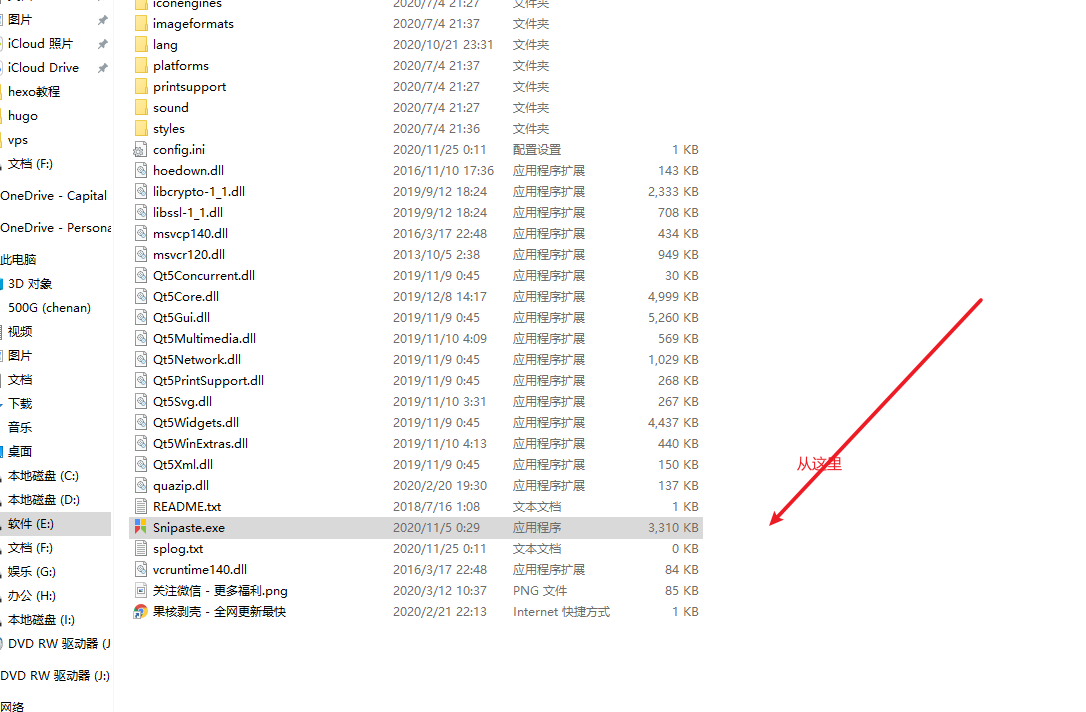 图片
iCloud 照片
iCloud Drive
hexo教程
hugo
vps
文档 (F:)
OneDrive - Capital
OneDrive - Persona
此电脑
3D 对象
500G (chenan)
视频
图片
文档
下载
音乐
桌面
本地磁盘 (C:)
本地磁盘 (D:)
软件 (E:)
文档 (F:)
娱乐 (G:)
办公 (H:)
本地磁盘 (I:)
DVD RW 驱动器 (J
DVD RW 驱动器 (J:)
网络
iconengines 2020/7/4 21:27 文件夹
imageformats 2020/7/4 21:37 文件夹
lang 2020/10/21 23:31 文件夹
platforms 2020/7/4 21:37 文件夹
printsupport 2020/7/4 21:27 文件夹
sound 2020/7/4 21:27 文件夹
styles 2020/7/4 21:36 文件夹
config.ini 2020/11/25 0:11 配置设置 1 KB
hoedown.dll 2016/11/10 17:36 应用程序扩展 143 KB
libcrypto-1_1.dll 2019/9/12 18:24 应用程序扩展 2,333 KB
libssl-1_1.dll 2019/9/12 18:24 应用程序扩展 708 KB
msvcp140.dll 2016/3/17 22:48 应用程序扩展 434 KB
msvcr120.dll 2013/10/5 2:38 应用程序扩展 949 KB
Qt5Concurrent.dll 2019/11/9 0:45 应用程序扩展 30 KB
Qt5Core.dll 2019/12/8 14:17 应用程序扩展 4,999 KB
Qt5Gui.dll 2019/11/9 0:45 应用程序扩展 5,260 KB
Qt5Multimedia.dll 2019/11/10 4:09 应用程序扩展 569 KB
Qt5Network.dll 2019/11/9 0:45 应用程序扩展 1,029 KB
Qt5PrintSupport.dll 2019/11/9 0:45 应用程序扩展 268 KB
Qt5Svg.dll 2019/11/10 3:31 应用程序扩展 267 KB
Qt5Widgets.dll 2019/11/9 0:45 应用程序扩展 4,437 KB
Qt5WinExtras.dll 2019/11/10 4:13 应用程序扩展 440 KB
Qt5Xml.dll 2019/11/9 0:45 应用程序扩展 150 KB
quazip.dll 2020/2/20 19:30 应用程序扩展 137 KB
README.txt 2018/7/16 1:08 文本文档 1 KB
Snipaste.exe 2020/11/5 0:29 应用程序 3,310 KB
splog.txt 2020/11/25 0:11 文本文档 0 KB
vcruntime140.dll 2016/3/17 22:48 应用程序扩展 84 KB
关注微信 - 更多福利.png 2020/3/12 10:37 PNG 文件 85 KB
果核剥壳 - 全网更新最快 2020/2/21 22:13 Internet 快捷方式 1 KB
从这里